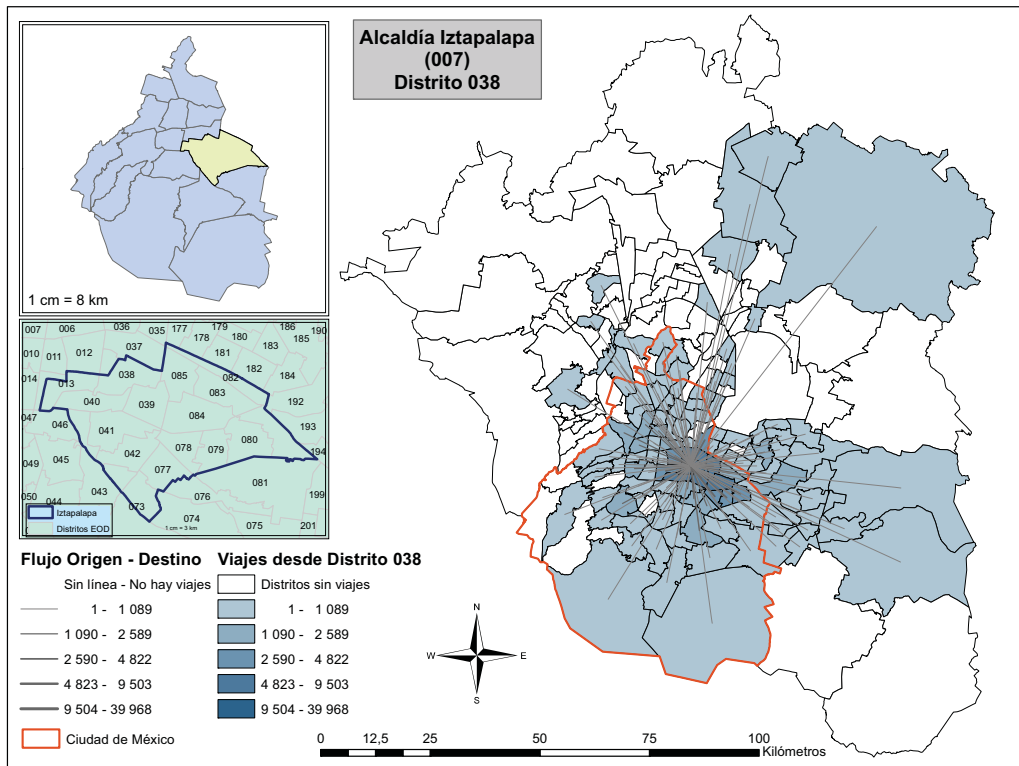 Alcaldía Iztapalapa
(007)
Distrito 038
1 cm = 8 km
007 006 036 035 177 179 186 190
178 180 185
010 011 012 037 181 183
014 013 038 085 082 182 184
083
040 039 192
047 046 084
041 193
080
042 078 079 194
049 045 077
081
050 044 043 076 199
073
074 075 201
Iztapalapa
Distritos EOD
1 cm = 3 km
Flujo Origen - Destino
Sin línea - No hay viajes
1 - 1 089
1 090 - 2 589
2 590 - 4 822
4 823 - 9 503
9 504 - 39 968
Ciudad de México
Viajes desde Distrito 038
Distritos sin viajes
1 - 1 089
1 090 - 2 589
2 590 - 4 822
4 823 - 9 503
9 504 - 39 968
N
W E
S
0 12,5 25 50 75 100
Kilómetros